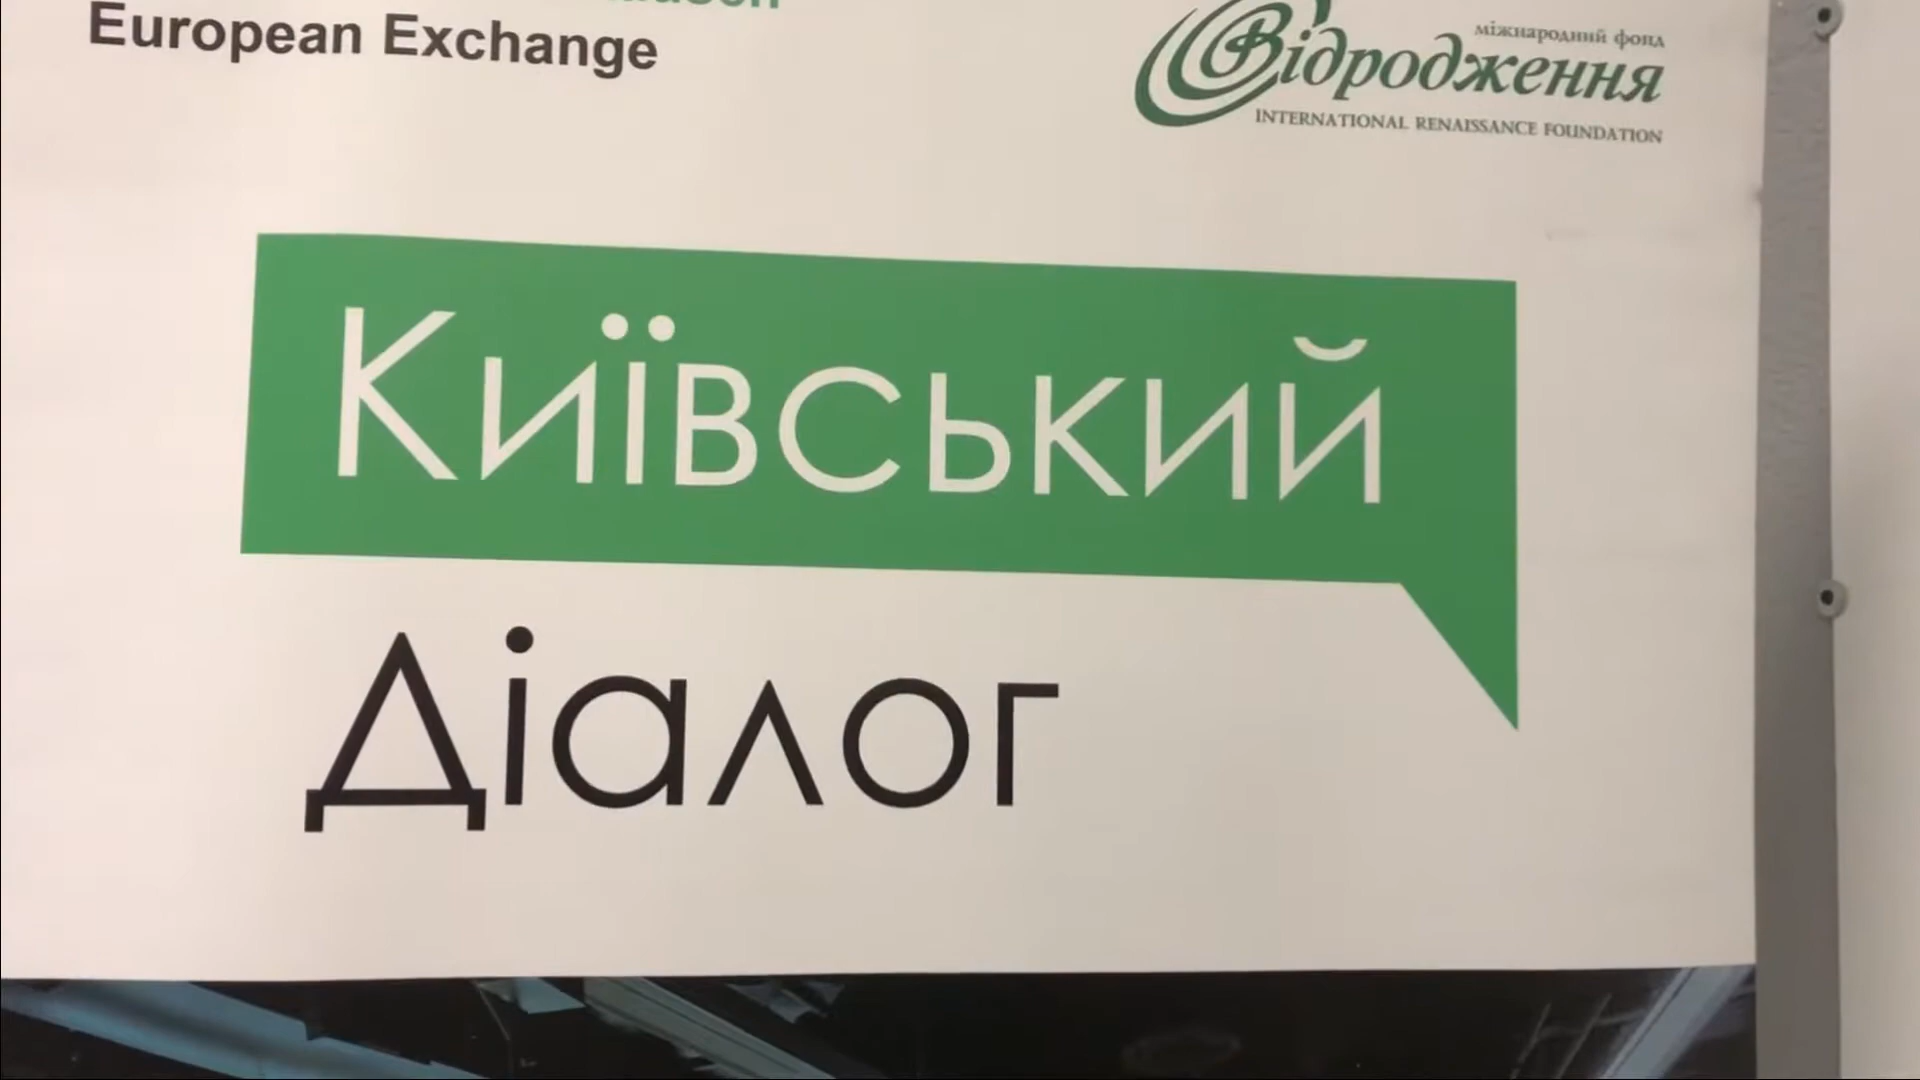 European Exchange
міжнародний фонд
Відродження
INTERNATIONAL RENAISSANCE FOUNDATION
Київський
Діалог